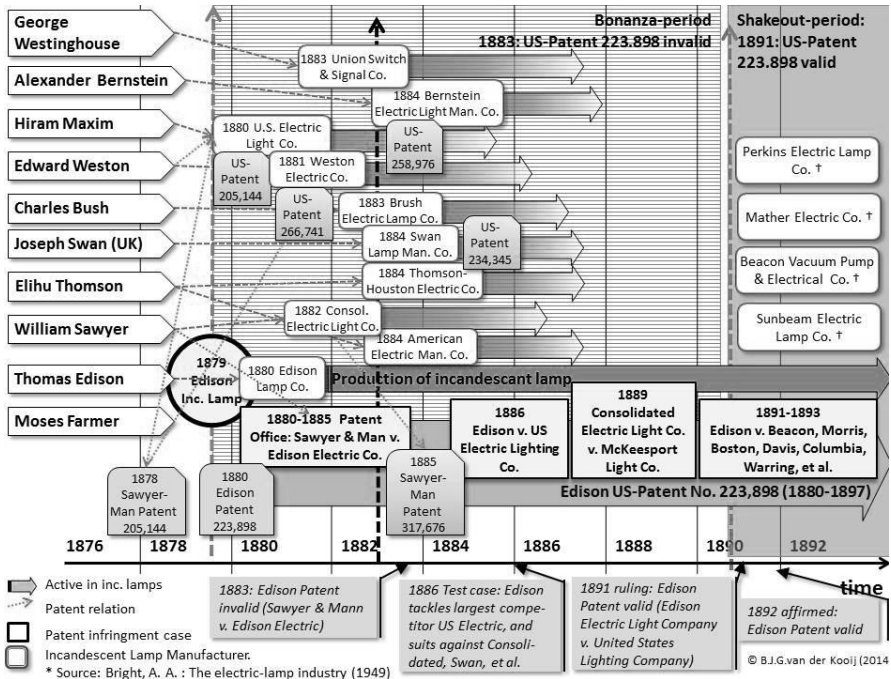 George
Westinghouse
Alexander Bernstein
Hiram Maxim
Edward Weston
Charles Bush
Joseph Swan (UK)
Elihu Thomson
William Sawyer
Thomas Edison
Moses Farmer
Bonanza-period
1883: US-Patent 223.898 invalid
Shakeout-period:
1891: US-Patent
223.898 valid
1883 Union Switch
& Signal Co.
1884 Bernstein
Electric Light Man. Co.
1880 U.S. Electric
Light Co.
US-
Patent
258,976
US-
Patent
205,144
1881 Weston
Electric Co.
US-
Patent
266,741
1883 Brush
Electric Lamp Co.
1884 Swan
Lamp Man. Co.
US-
Patent
234,345
1884 Thomson-
Houston Electric Co.
1882 Consol.
Electric Light Co.
1884 American
Electric Man. Co.
Perkins Electric Lamp
Co. †
Mather Electric Co. †
Beacon Vacuum Pump
& Electrical Co. †
Sunbeam Electric
Lamp Co. †
1879
Edison
Inc. Lamp
1880 Edison
Lamp Co.
Production of incandescant lamp
1880-1885 Patent
Office: Sawyer & Man v.
Edison Electric Co.
1886
Edison v. US
Electric Lighting
Co.
1889
Consolidated
Electric Light Co.
v. McKeesport
Light Co.
1891-1893
Edison v. Beacon, Morris,
Boston, Davis, Columbia,
Warring, et al.
1878
Sawyer-
Man Patent
205,144
1880
Edison
Patent
223,898
1885
Sawyer-
Man
Patent
317,676
Edison US-Patent No. 223,898 (1880-1897)
1876 1878 1880 1882 1884 1886 1888 1890 1892
time
Active in inc. lamps
Patent relation
Patent infringment case
Incandescent Lamp Manufacturer.
* Source: Bright, A. A. : The electric-lamp industry (1949)
1883: Edison Patent
invalid (Sawyer & Mann
v. Edison Electric)
1886 Test case: Edison
tackles largest compe-
titor US Electric, and
suits against Consoli-
dated, Swan, et al.
1891 ruling: Edison
Patent valid (Edison
Electric Light Company
v. United States
Lighting Company)
1892 affirmed:
Edison Patent valid
© B.J.G.van der Kooij (2014